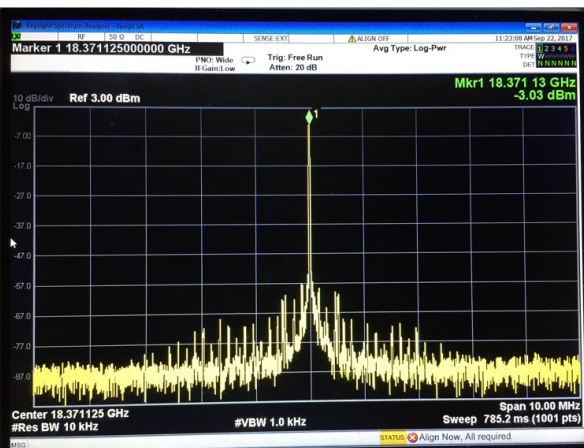 Keysight Spectrum Analyzer - Swept SA
RF 50 Ω DC SENSE:EXT ALIGN OFF 11:23:08 AM Sep 22, 2017
Marker 1 18.371125000000 GHz Avg Type: Log-Pwr TRACE 1 2 3 4 5 6
PNO: Wide Trig: Free Run TYPE W
IFGain:Low Atten: 20 dB DET N N N N N N
Mkr1 18.371 13 GHz
-3.03 dBm
10 dB/div Ref 3.00 dBm
Log
1
-7.00
-17.0
-27.0
-37.0
-47.0
-57.0
-67.0
-77.0
-87.0
Center 18.371125 GHz Span 10.00 MHz
#Res BW 10 kHz #VBW 1.0 kHz Sweep 785.2 ms (1001 pts)
MSG STATUS Align Now, All required